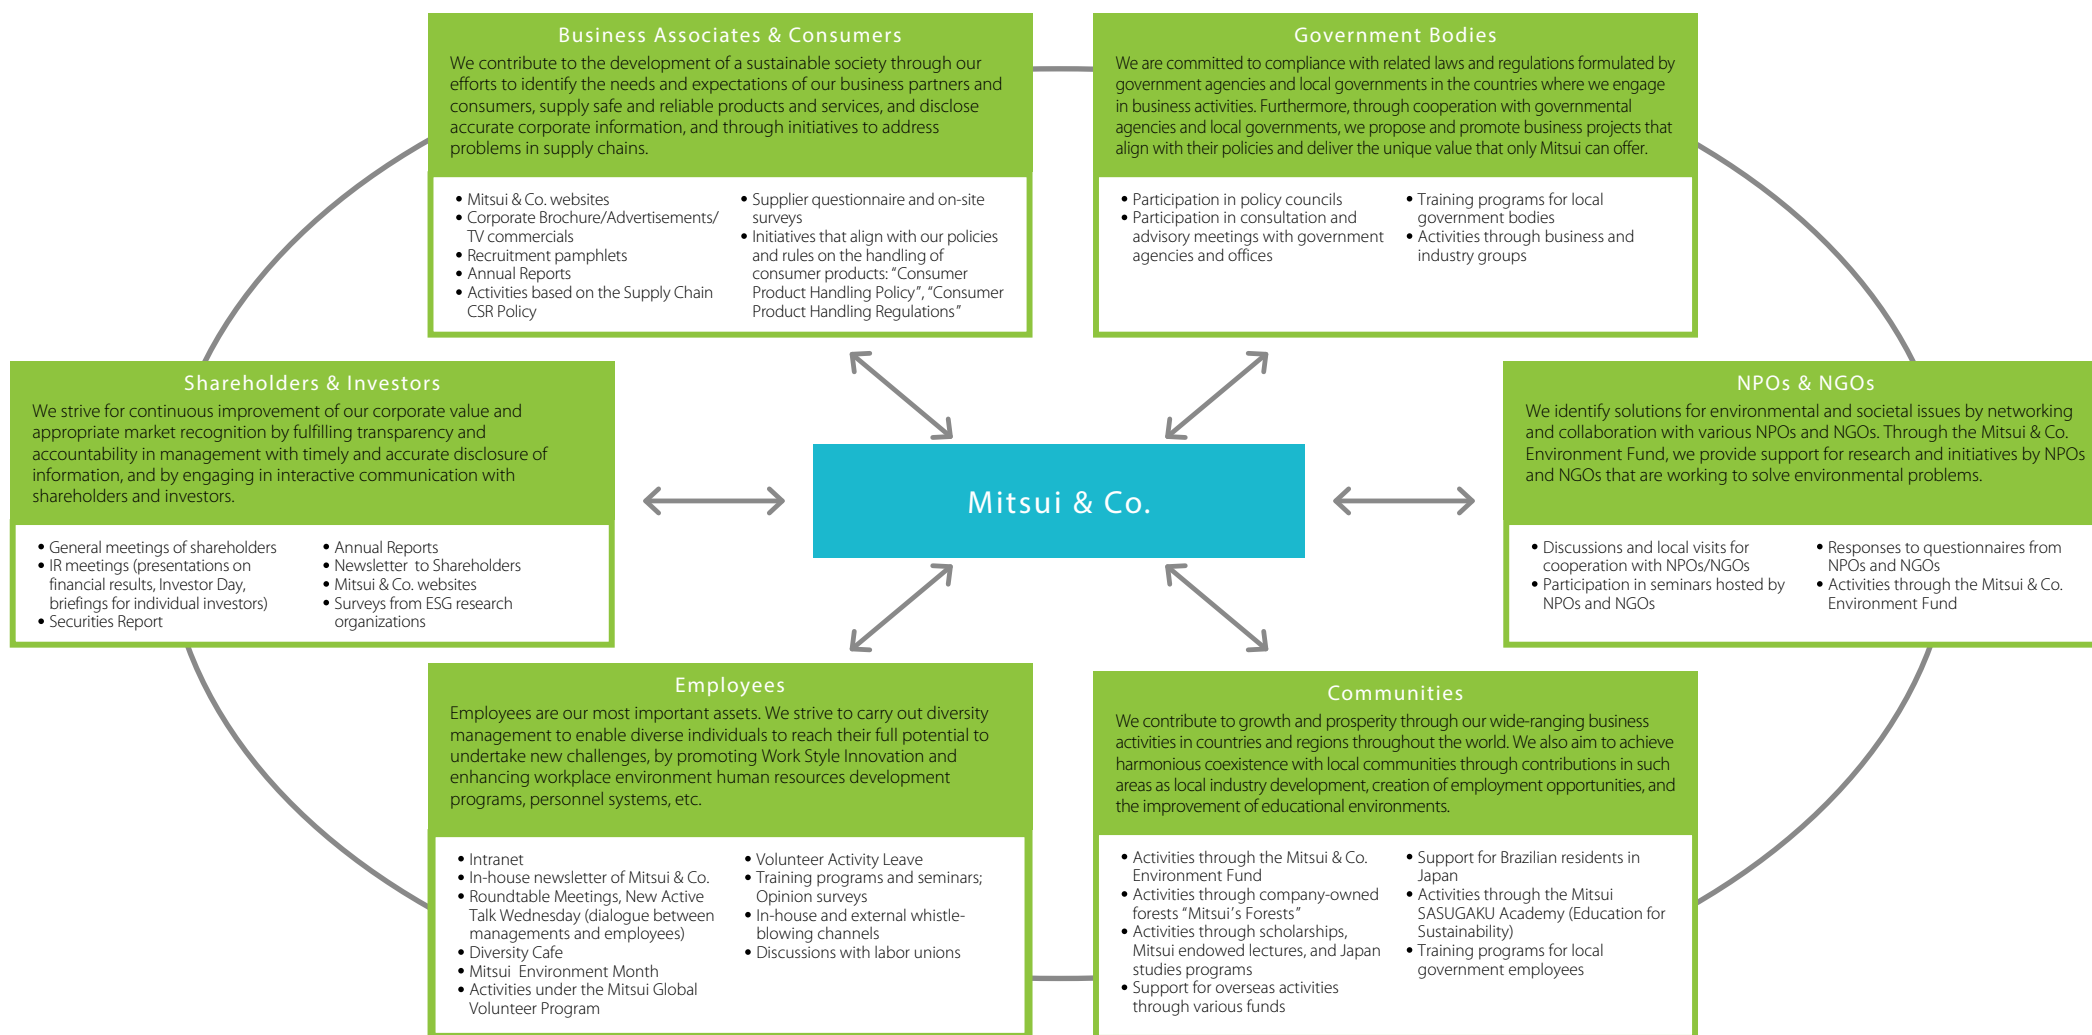 Business Associates & Consumers
We contribute to the development of a sustainable society through our
efforts to identify the needs and expectations of our business partners and
consumers, supply safe and reliable products and services, and disclose
accurate corporate information, and through initiatives to address
problems in supply chains.
• Mitsui & Co. websites
• Corporate Brochure/Advertisements/
TV commercials
• Recruitment pamphlets
• Annual Reports
• Activities based on the Supply Chain
CSR Policy
• Supplier questionnaire and on-site
surveys
• Initiatives that align with our policies
and rules on the handling of
consumer products: “Consumer
Product Handling Policy”, “Consumer
Product Handling Regulations”
Government Bodies
We are committed to compliance with related laws and regulations formulated by
government agencies and local governments in the countries where we engage
in business activities. Furthermore, through cooperation with governmental
agencies and local governments, we propose and promote business projects that
align with their policies and deliver the unique value that only Mitsui can offer.
• Participation in policy councils
• Participation in consultation and
advisory meetings with government
agencies and offices
• Training programs for local
government bodies
• Activities through business and
industry groups
Shareholders & Investors
We strive for continuous improvement of our corporate value and
appropriate market recognition by fulfilling transparency and
accountability in management with timely and accurate disclosure of
information, and by engaging in interactive communication with
shareholders and investors.
• General meetings of shareholders
• IR meetings (presentations on
financial results, Investor Day,
briefings for individual investors)
• Securities Report
• Annual Reports
• Newsletter to Shareholders
• Mitsui & Co. websites
• Surveys from ESG research
organizations
Mitsui & Co.
NPOs & NGOs
We identify solutions for environmental and societal issues by networking
and collaboration with various NPOs and NGOs. Through the Mitsui & Co.
Environment Fund, we provide support for research and initiatives by NPOs
and NGOs that are working to solve environmental problems.
• Discussions and local visits for
cooperation with NPOs/NGOs
• Participation in seminars hosted by
NPOs and NGOs
• Responses to questionnaires from
NPOs and NGOs
• Activities through the Mitsui & Co.
Environment Fund
Employees
Employees are our most important assets. We strive to carry out diversity
management to enable diverse individuals to reach their full potential to
undertake new challenges, by promoting Work Style Innovation and
enhancing workplace environment human resources development
programs, personnel systems, etc.
• Intranet
• In-house newsletter of Mitsui & Co.
• Roundtable Meetings, New Active
Talk Wednesday (dialogue between
managements and employees)
• Diversity Cafe
• Mitsui Environment Month
• Activities under the Mitsui Global
Volunteer Program
• Volunteer Activity Leave
• Training programs and seminars;
Opinion surveys
• In-house and external whistle-
blowing channels
• Discussions with labor unions
Communities
We contribute to growth and prosperity through our wide-ranging business
activities in countries and regions throughout the world. We also aim to achieve
harmonious coexistence with local communities through contributions in such
areas as local industry development, creation of employment opportunities, and
the improvement of educational environments.
• Activities through the Mitsui & Co.
Environment Fund
• Activities through company-owned
forests “Mitsui’s Forests”
• Activities through scholarships,
Mitsui endowed lectures, and Japan
studies programs
• Support for overseas activities
through various funds
• Support for Brazilian residents in
Japan
• Activities through the Mitsui
SASUGAKU Academy (Education for
Sustainability)
• Training programs for local
government employees